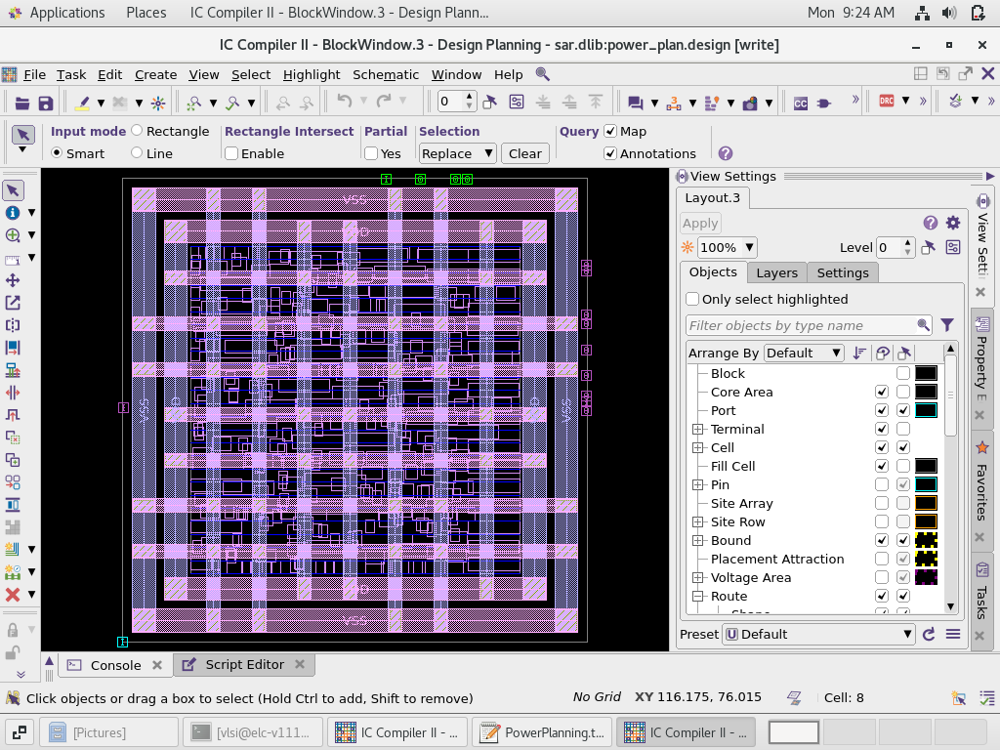 Applications Places IC Compiler II - BlockWindow.3 - Design Plann... Mon 9:24 AM
IC Compiler II - BlockWindow.3 - Design Planning - sar.dlib:power_plan.design [write]
File Task Edit Create View Select Highlight Schematic Window Help
0
CC
DRC
Input mode Rectangle Rectangle Intersect Partial Selection Query Map
Smart Line Enable Yes Replace Clear Annotations
View Settings
Layout.3
Apply
100% Level 0
Objects Layers Settings
Only select highlighted
Filter objects by type name
Arrange By Default
Block
Core Area
Port
Terminal
Cell
Fill Cell
Pin
Site Array
Site Row
Bound
Placement Attraction
Voltage Area
Route
Shape
Preset Default
View Setti
Property E
Favorites
Tasks
VSS
VSS
Console Script Editor
Click objects or drag a box to select (Hold Ctrl to add, Shift to remove) No Grid XY 116.175, 76.015 Cell: 8
[Pictures] [vlsi@elc-v111... IC Compiler II - ... PowerPlanning.t... IC Compiler II - ...